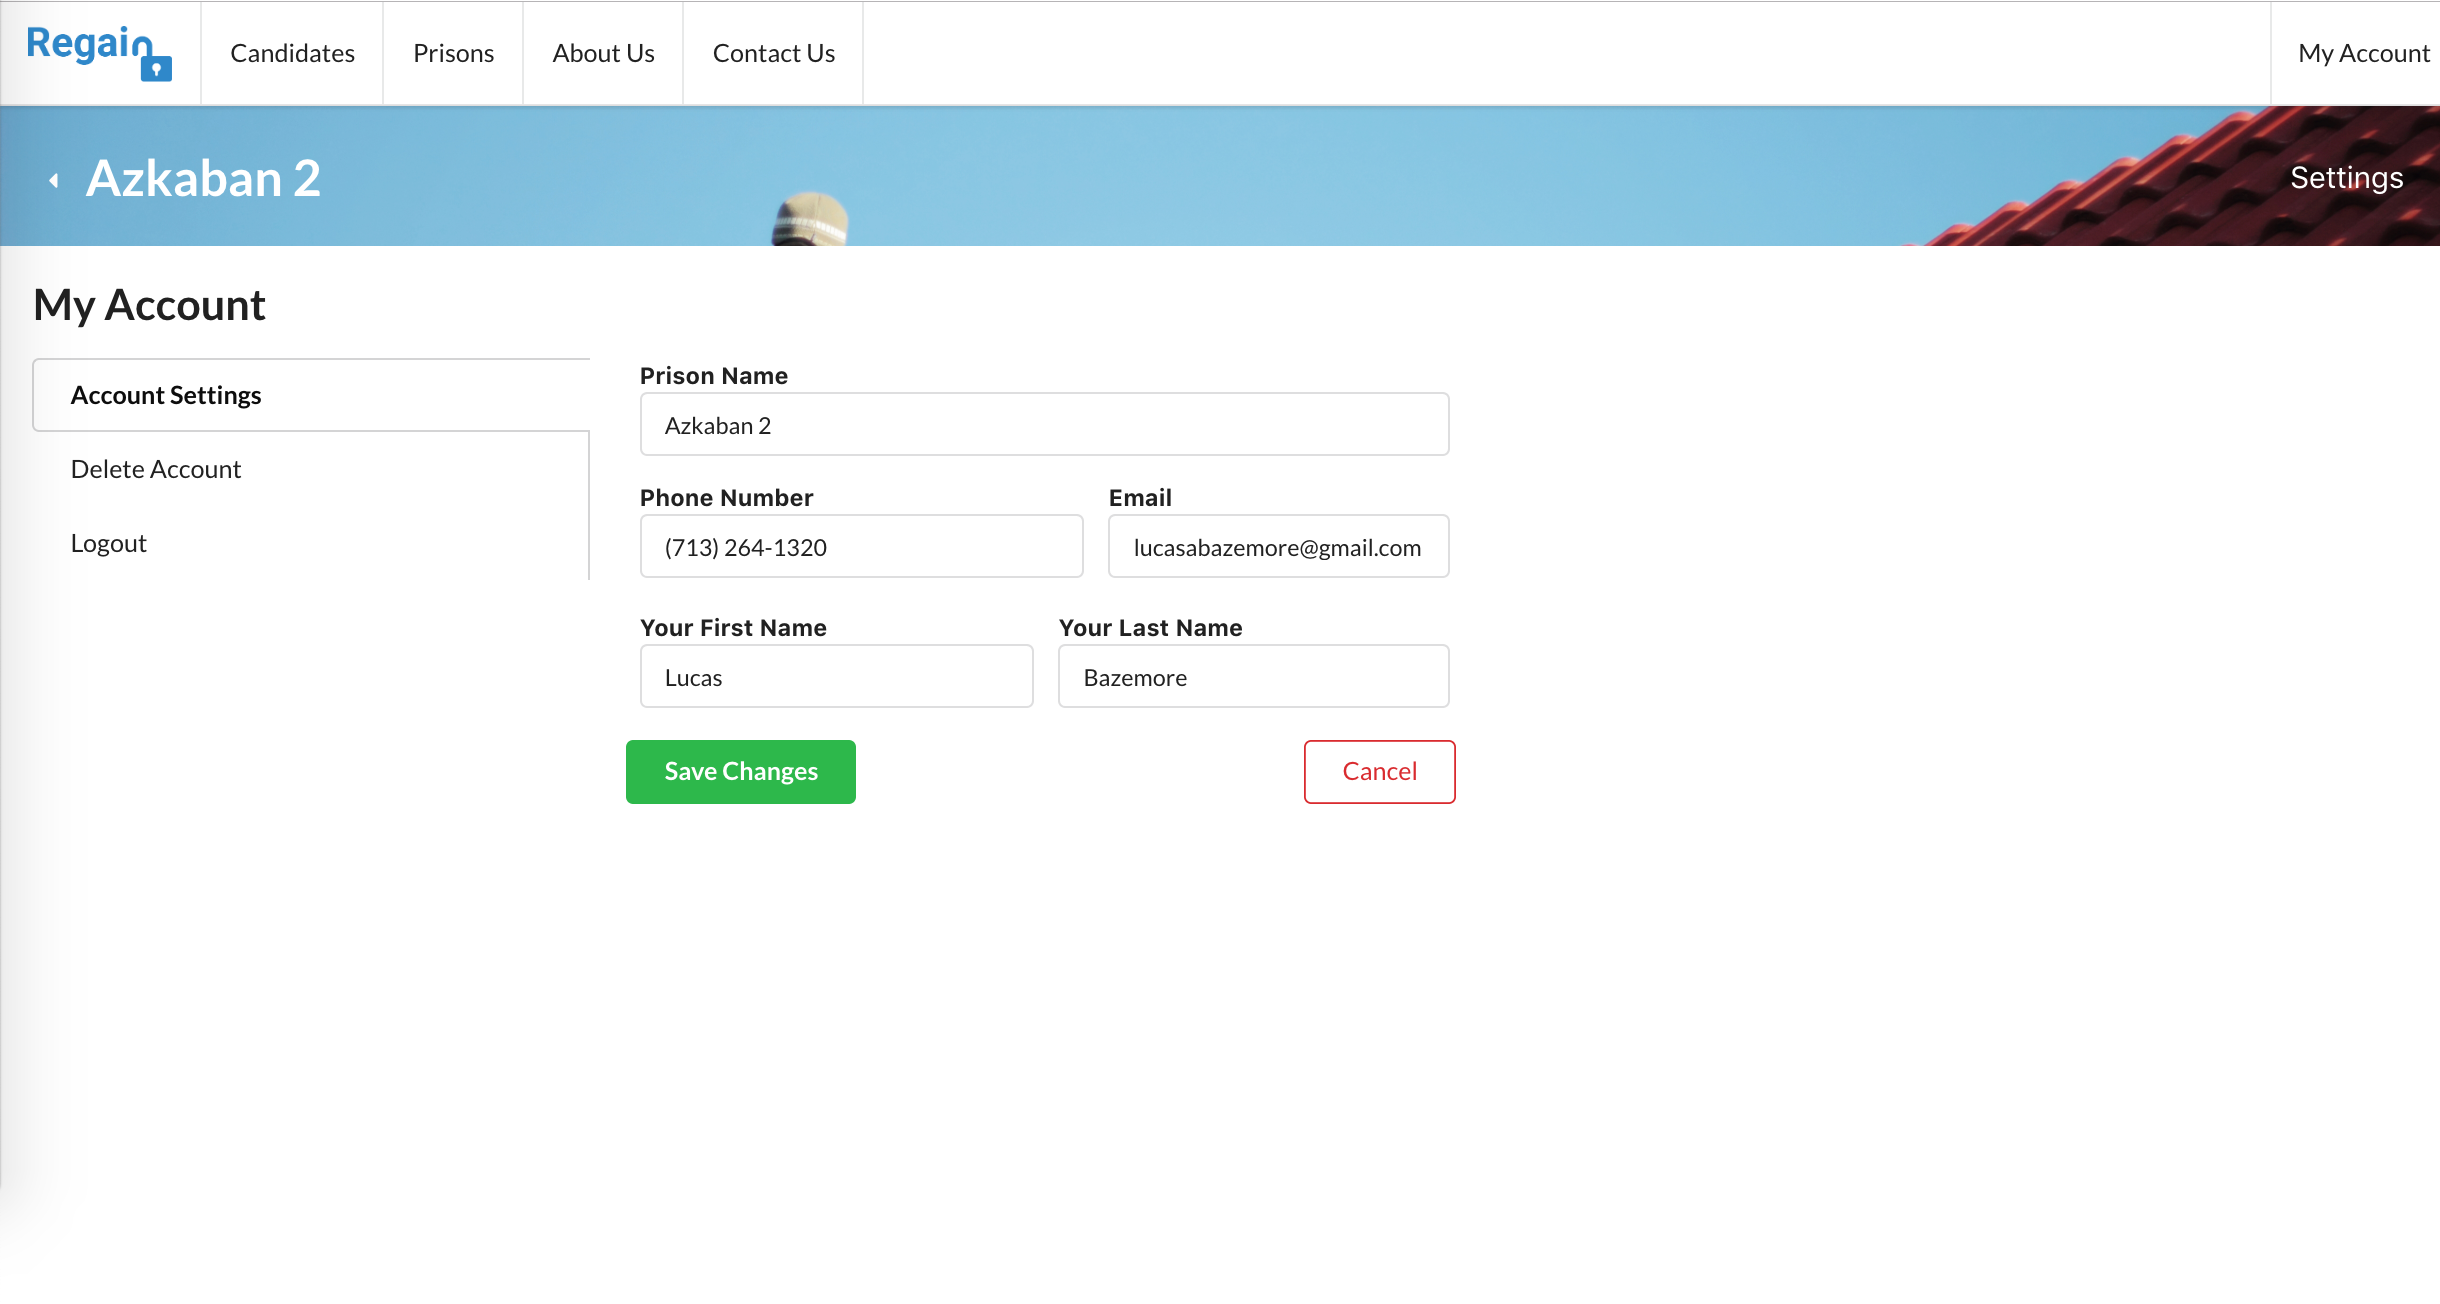 Regain
Candidates
Prisons
About Us
Contact Us
My Account
Azkaban 2
Settings
My Account
Account Settings
Delete Account
Logout
Prison Name
Azkaban 2
Phone Number
Email
(713) 264-1320
lucasabazemore@gmail.com
Your First Name
Your Last Name
Lucas
Bazemore
Save Changes
Cancel